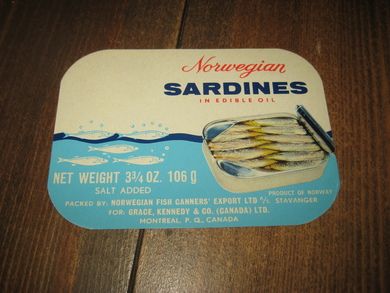 Norwegian
SARDINES
IN EDIBLE OIL
NET WEIGHT 3¾ OZ. 106 g
SALT ADDED
PRODUCT OF NORWAY
PACKED BY: NORWEGIAN FISH CANNERS' EXPORT LTD A/S STAVANGER
FOR: GRACE, KENNEDY & CO. (CANADA) LTD.
MONTREAL, P. Q., CANADA